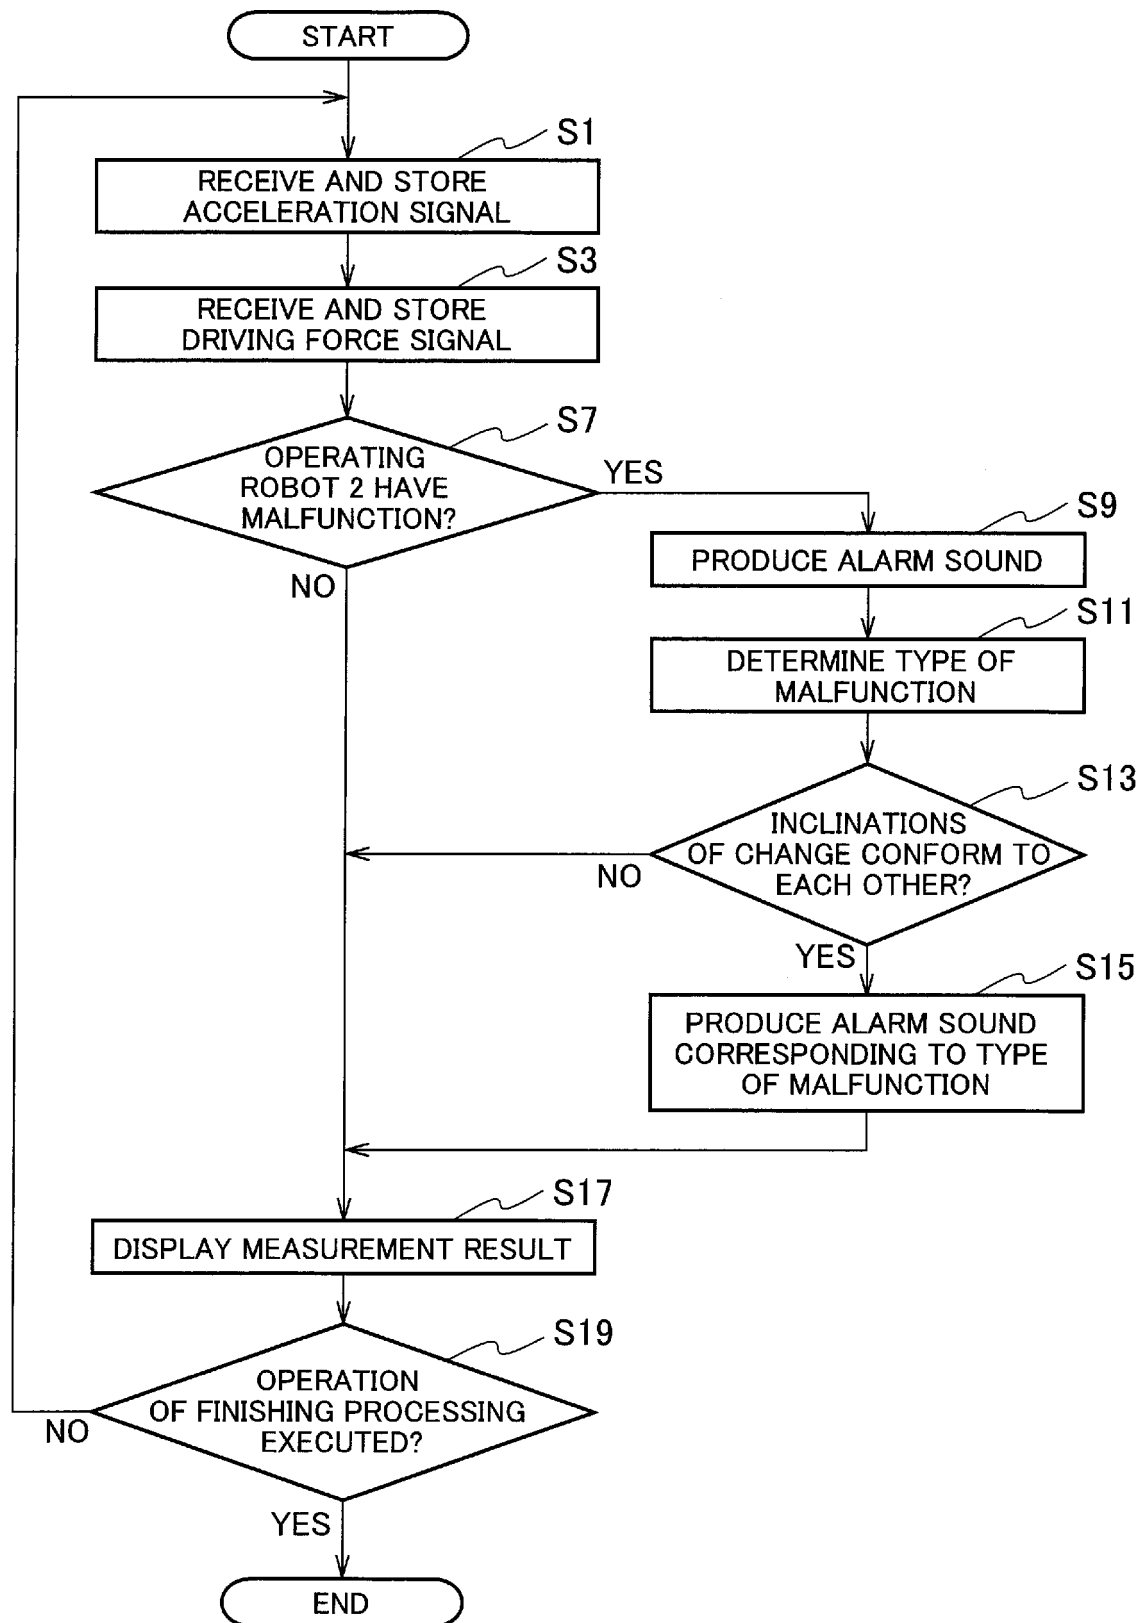 START
S1
RECEIVE AND STORE
ACCELERATION SIGNAL
S3
RECEIVE AND STORE
DRIVING FORCE SIGNAL
S7
OPERATING
ROBOT 2 HAVE
MALFUNCTION?
YES
NO
S9
PRODUCE ALARM SOUND
S11
DETERMINE TYPE OF
MALFUNCTION
S13
INCLINATIONS
OF CHANGE CONFORM TO
EACH OTHER?
NO
YES
S15
PRODUCE ALARM SOUND
CORRESPONDING TO TYPE
OF MALFUNCTION
S17
DISPLAY MEASUREMENT RESULT
S19
OPERATION
OF FINISHING PROCESSING
EXECUTED?
NO
YES
END